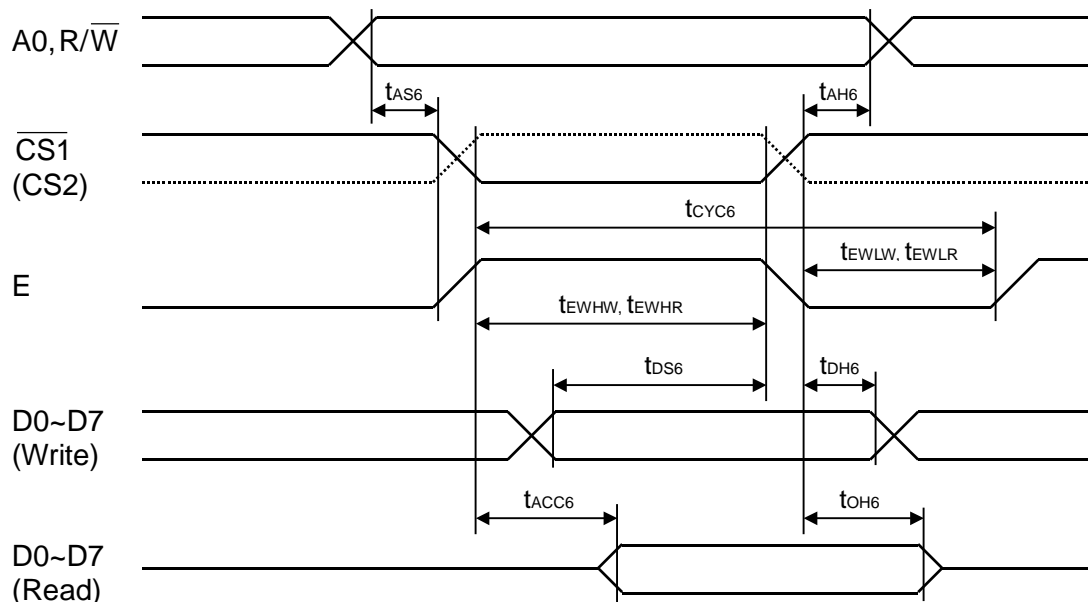 A0, R/W
tAS6
tAH6
CS1
(CS2)
tCYC6
tEWLW, tEWLR
E
tEWHW, tEWHR
tDS6
tDH6
D0~D7
(Write)
tACC6
tOH6
D0~D7
(Read)